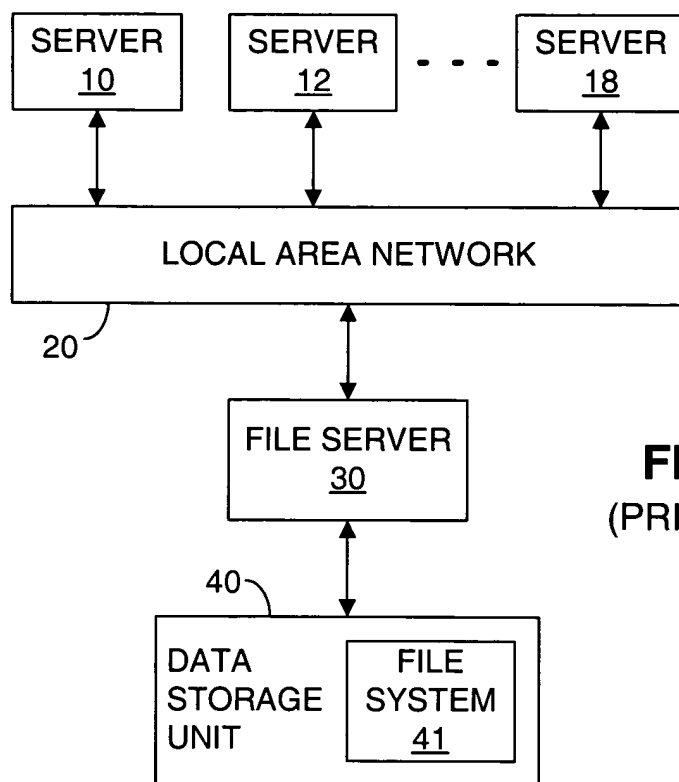 SERVER
10
SERVER
12
SERVER
18
LOCAL AREA NETWORK
20
FILE SERVER
30
40
DATA
STORAGE
UNIT
FILE
SYSTEM
41